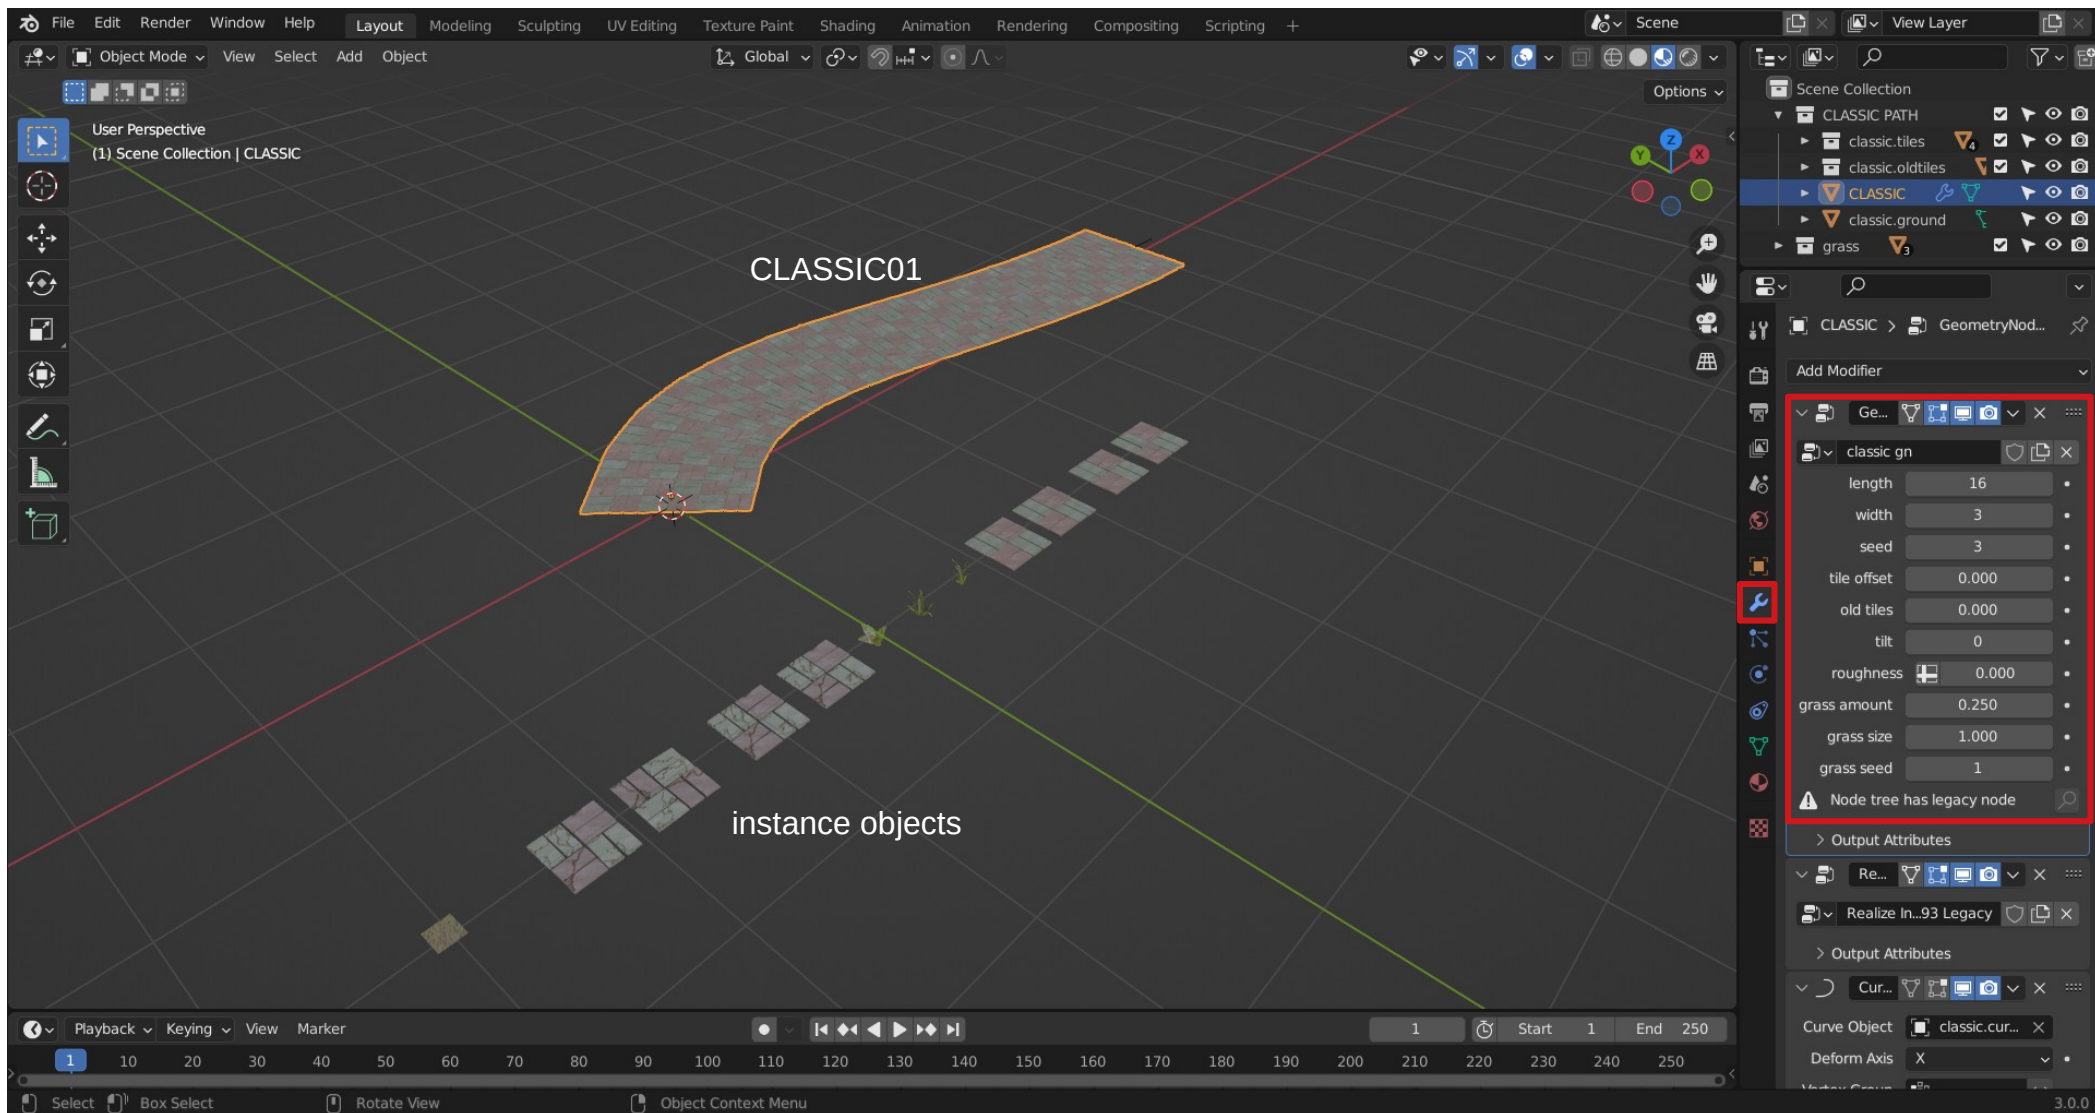 File Edit Render Window Help Layout Modeling Sculpting UV Editing Texture Paint Shading Animation Rendering Compositing Scripting + Scene View Layer
Object Mode View Select Add Object Global
Options
User Perspective
(1) Scene Collection | CLASSIC
Z
Y
X
CLASSIC01
instance objects
Scene Collection
CLASSIC PATH
classic.tiles 4
classic.oldtiles
CLASSIC
classic.ground
grass 3
CLASSIC > GeometryNod...
Add Modifier
Ge...
classic gn
length 16
width 3
seed 3
tile offset 0.000
old tiles 0.000
tilt 0
roughness 0.000
grass amount 0.250
grass size 1.000
grass seed 1
Node tree has legacy node
Output Attributes
Re...
Realize In...93 Legacy
Output Attributes
Cur...
Curve Object classic.cur...
Deform Axis X
Playback Keying View Marker 1 Start 1 End 250
1 10 20 30 40 50 60 70 80 90 100 110 120 130 140 150 160 170 180 190 200 210 220 230 240 250
Select Box Select Rotate View Object Context Menu 3.0.0